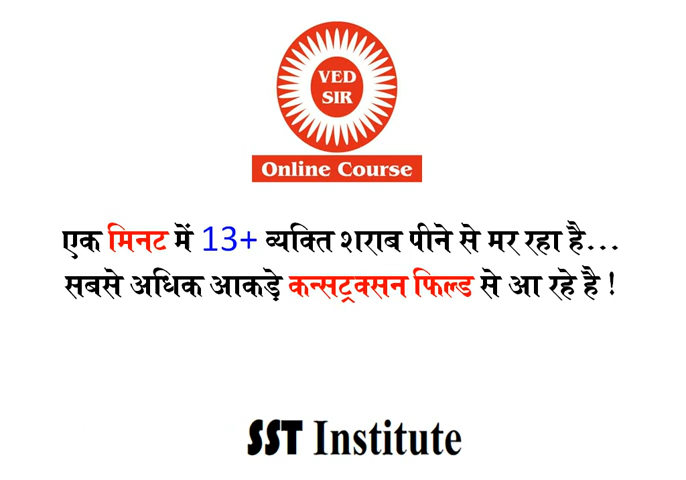 VED
SIR
Online Course
एक मिनट में 13+ व्यक्ति शराब पीने से मर रहा है...
सबसे अधिक आकड़े कन्सट्रक्सन फिल्ड से आ रहे है !
SST Institute